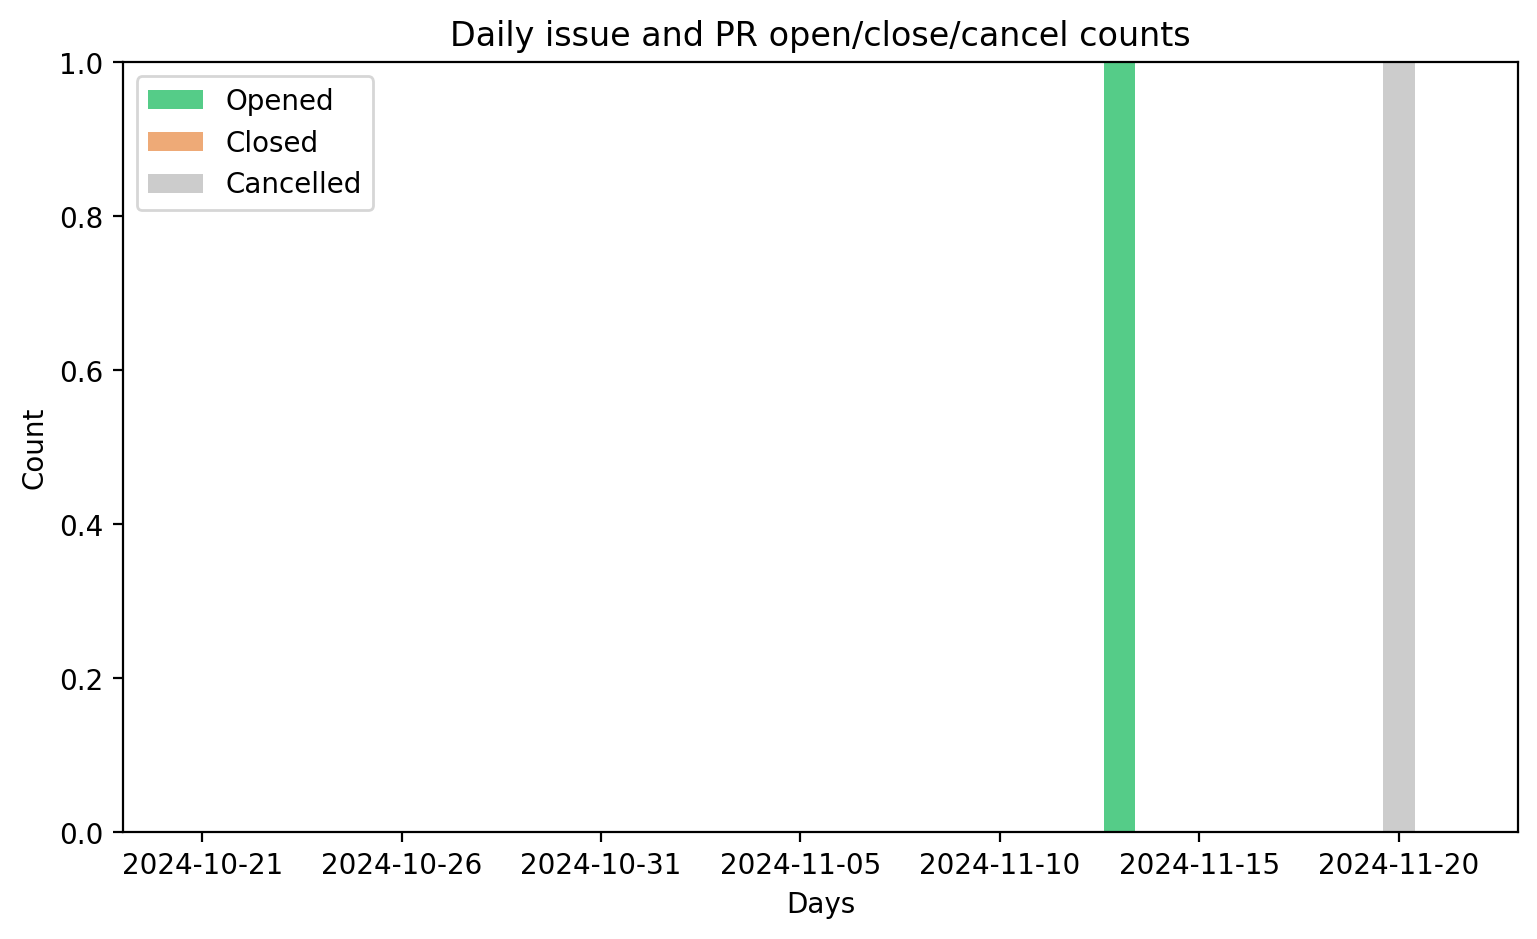 Daily issue and PR open/close/cancel counts
1.0
0.8
0.6
0.4
0.2
0.0
Count
Opened
Closed
Cancelled
2024-10-21 2024-10-26 2024-10-31 2024-11-05 2024-11-10 2024-11-15 2024-11-20
Days